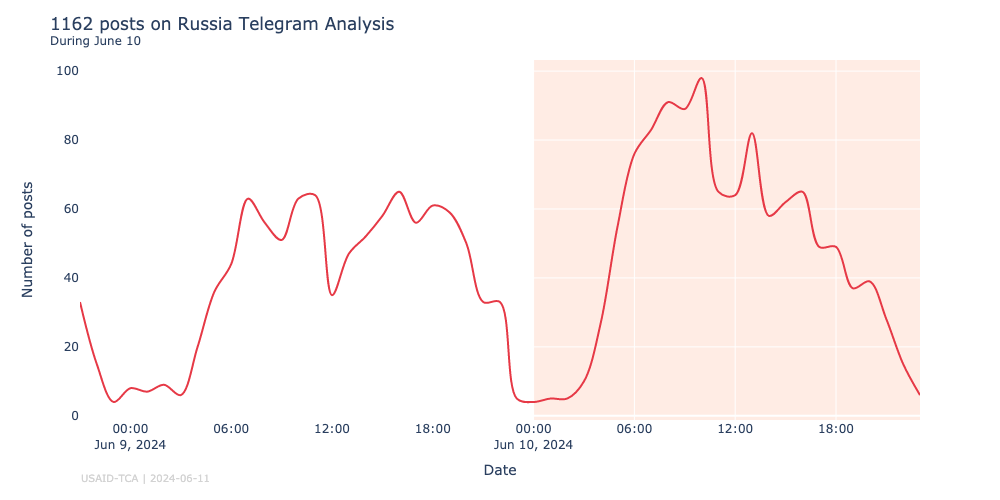 1162 posts on Russia Telegram Analysis
During June 10
100
80
60
40
20
0
Number of posts
00:00 06:00 12:00 18:00 00:00 06:00 12:00 18:00
Jun 9, 2024 Jun 10, 2024
Date
USAID-TCA | 2024-06-11